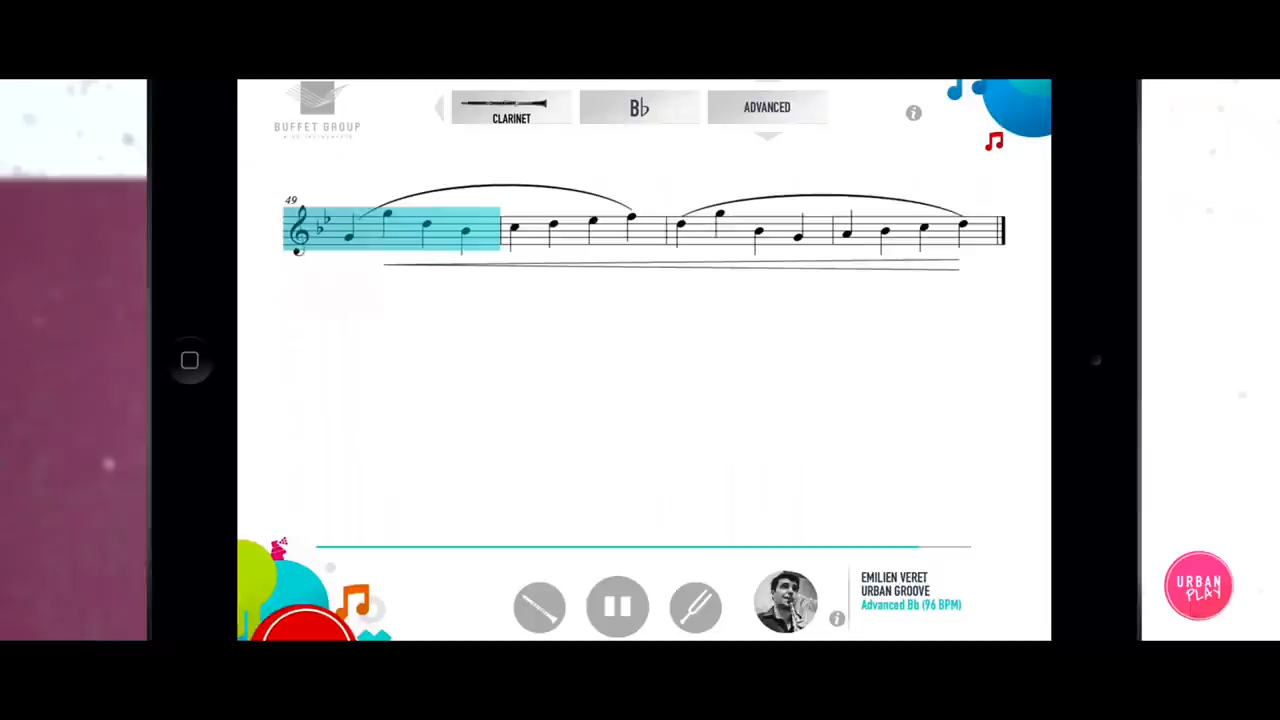 BUFFET GROUP
CLARINET
B♭
ADVANCED
i
49
EMILIEN VERET
URBAN GROOVE
Advanced Bb (96 BPM)
i
URBAN
PLAY